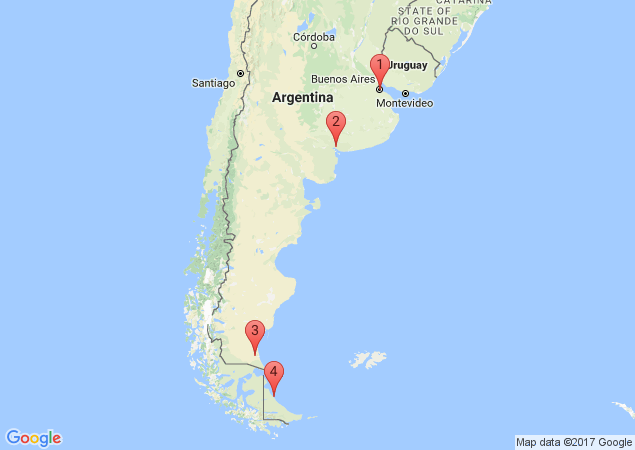 CATARINA
STATE OF
RIO GRANDE
DO SUL
Córdoba
1
Uruguay
Buenos Aires
Santiago
Argentina
Montevideo
2
3
4
Google
Map data ©2017 Google